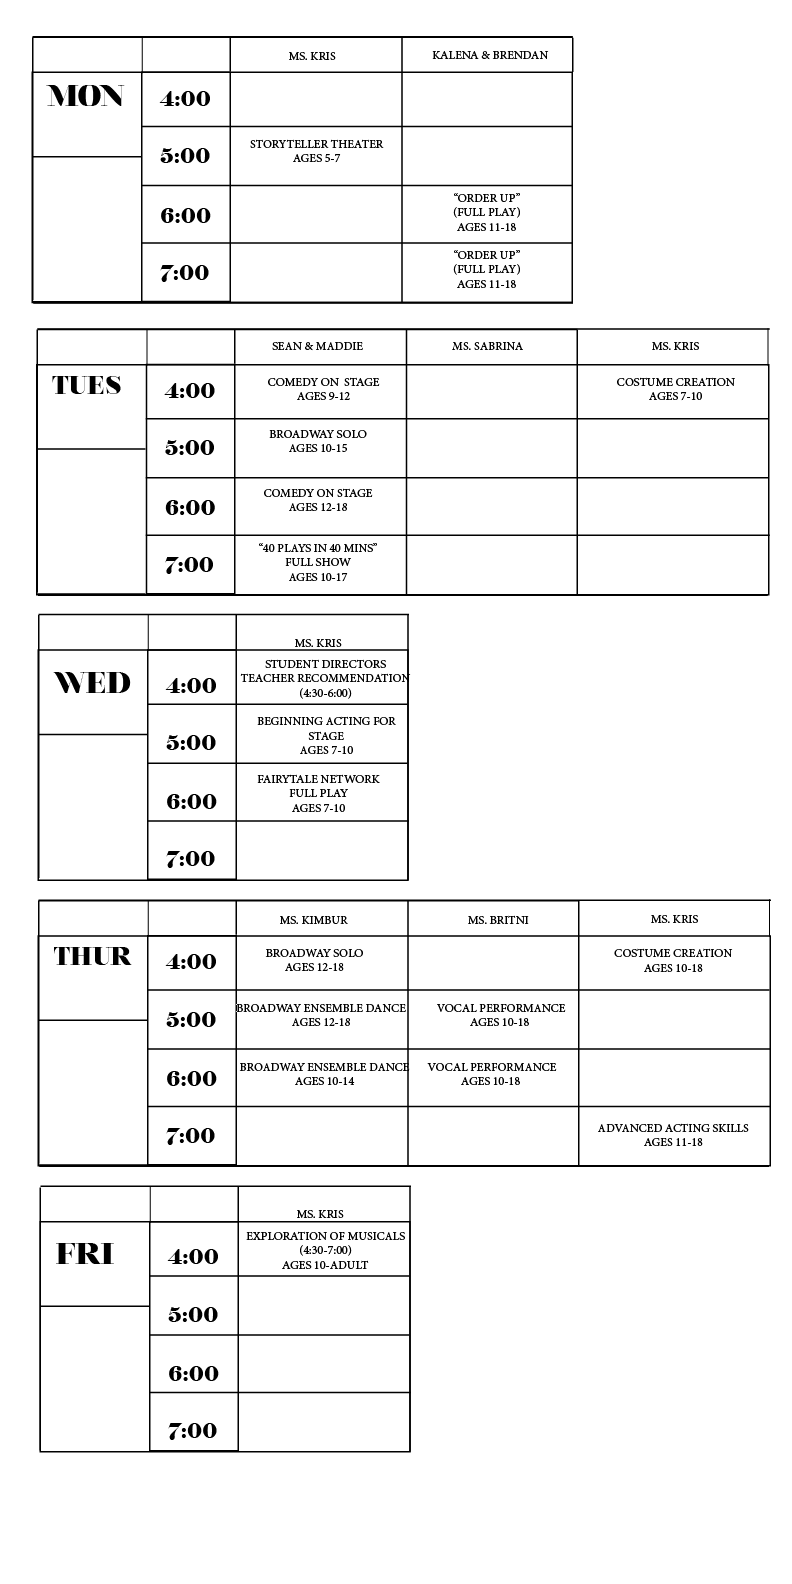 MS. KRIS KALENA & BRENDAN
MON
4:00
5:00 STORYTELLER THEATER
AGES 5-7
6:00 “ORDER UP”
(FULL PLAY)
AGES 11-18
7:00 “ORDER UP”
(FULL PLAY)
AGES 11-18
SEAN & MADDIE MS. SABRINA MS. KRIS
TUES
4:00 COMEDY ON STAGE COSTUME CREATION
AGES 9-12 AGES 7-10
5:00 BROADWAY SOLO
AGES 10-15
6:00 COMEDY ON STAGE
AGES 12-18
7:00 “40 PLAYS IN 40 MINS”
FULL SHOW
AGES 10-17
MS. KRIS
WED
4:00 STUDENT DIRECTORS
TEACHER RECOMMENDATION
(4:30-6:00)
5:00 BEGINNING ACTING FOR
STAGE
AGES 7-10
6:00 FAIRYTALE NETWORK
FULL PLAY
AGES 7-10
7:00
MS. KIMBUR MS. BRITNI MS. KRIS
THUR
4:00 BROADWAY SOLO COSTUME CREATION
AGES 12-18 AGES 10-18
5:00 BROADWAY ENSEMBLE DANCE VOCAL PERFORMANCE
AGES 12-18 AGES 10-18
6:00 BROADWAY ENSEMBLE DANCE VOCAL PERFORMANCE
AGES 10-14 AGES 10-18
7:00 ADVANCED ACTING SKILLS
AGES 11-18
MS. KRIS
FRI
4:00 EXPLORATION OF MUSICALS
(4:30-7:00)
AGES 10-ADULT
5:00
6:00
7:00